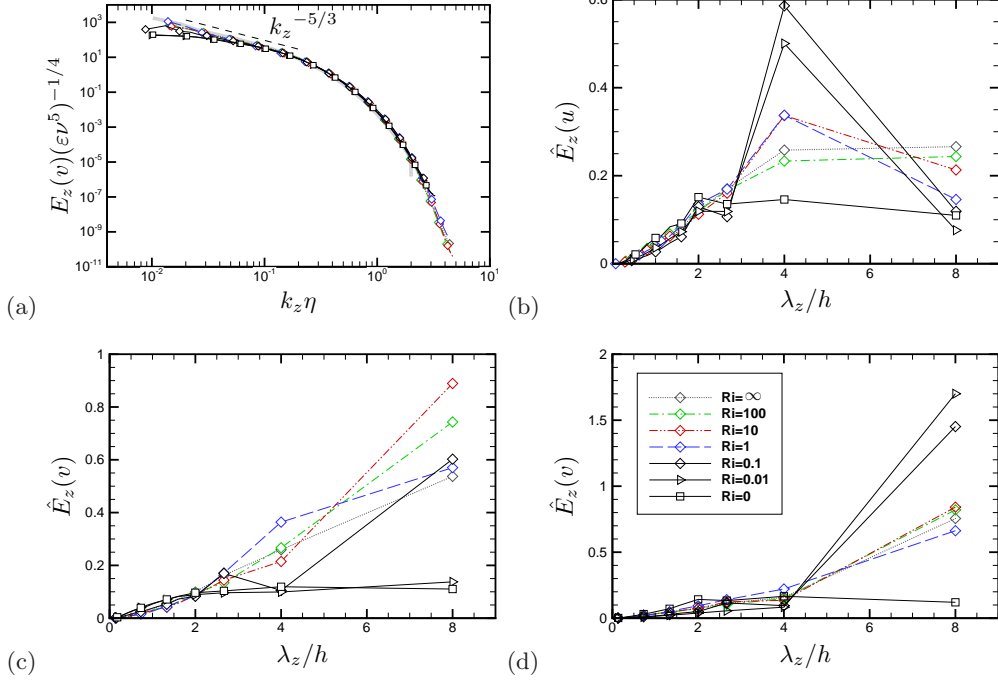 10^5
10^3
10^1
10^-1
10^-3
10^-5
10^-7
10^-9
10^-11
E_z(v)(εν^5)^{-1/4}
k_z^{-5/3}
10^-2
10^-1
10^0
10^1
k_zη
(a)
0.6
0.4
0.2
0
Ê_z(u)
0 2 4 6 8
λ_z/h
(b)
1
0.8
0.6
0.4
0.2
0
Ê_z(v)
0 2 4 6 8
λ_z/h
(c)
2
1.5
1
0.5
0
Ê_z(v)
Ri=∞
Ri=100
Ri=10
Ri=1
Ri=0.1
Ri=0.01
Ri=0
0 2 4 6 8
λ_z/h
(d)